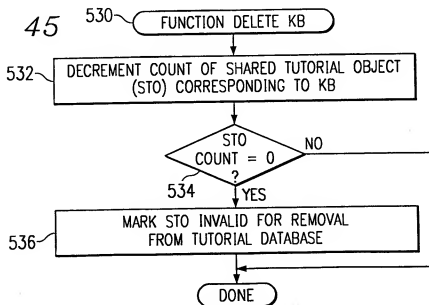 45
530
FUNCTION DELETE KB
532
DECREMENT COUNT OF SHARED TUTORIAL OBJECT
(STO) CORRESPONDING TO KB
STO
COUNT = 0
?
NO
534
YES
536
MARK STO INVALID FOR REMOVAL
FROM TUTORIAL DATABASE
DONE